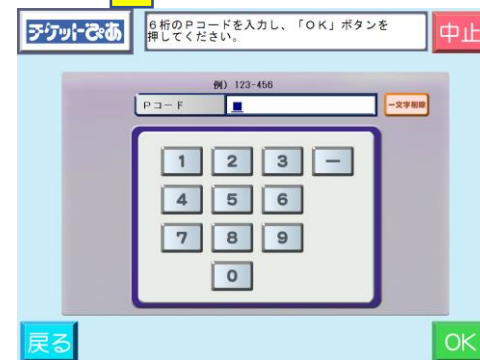 チケットぴあ
6桁のPコードを入力し、「OK」ボタンを
押してください。
中止
例) 123-456
Pコード
一文字削除
1 2 3 ー
4 5 6
7 8 9
0
戻る
OK